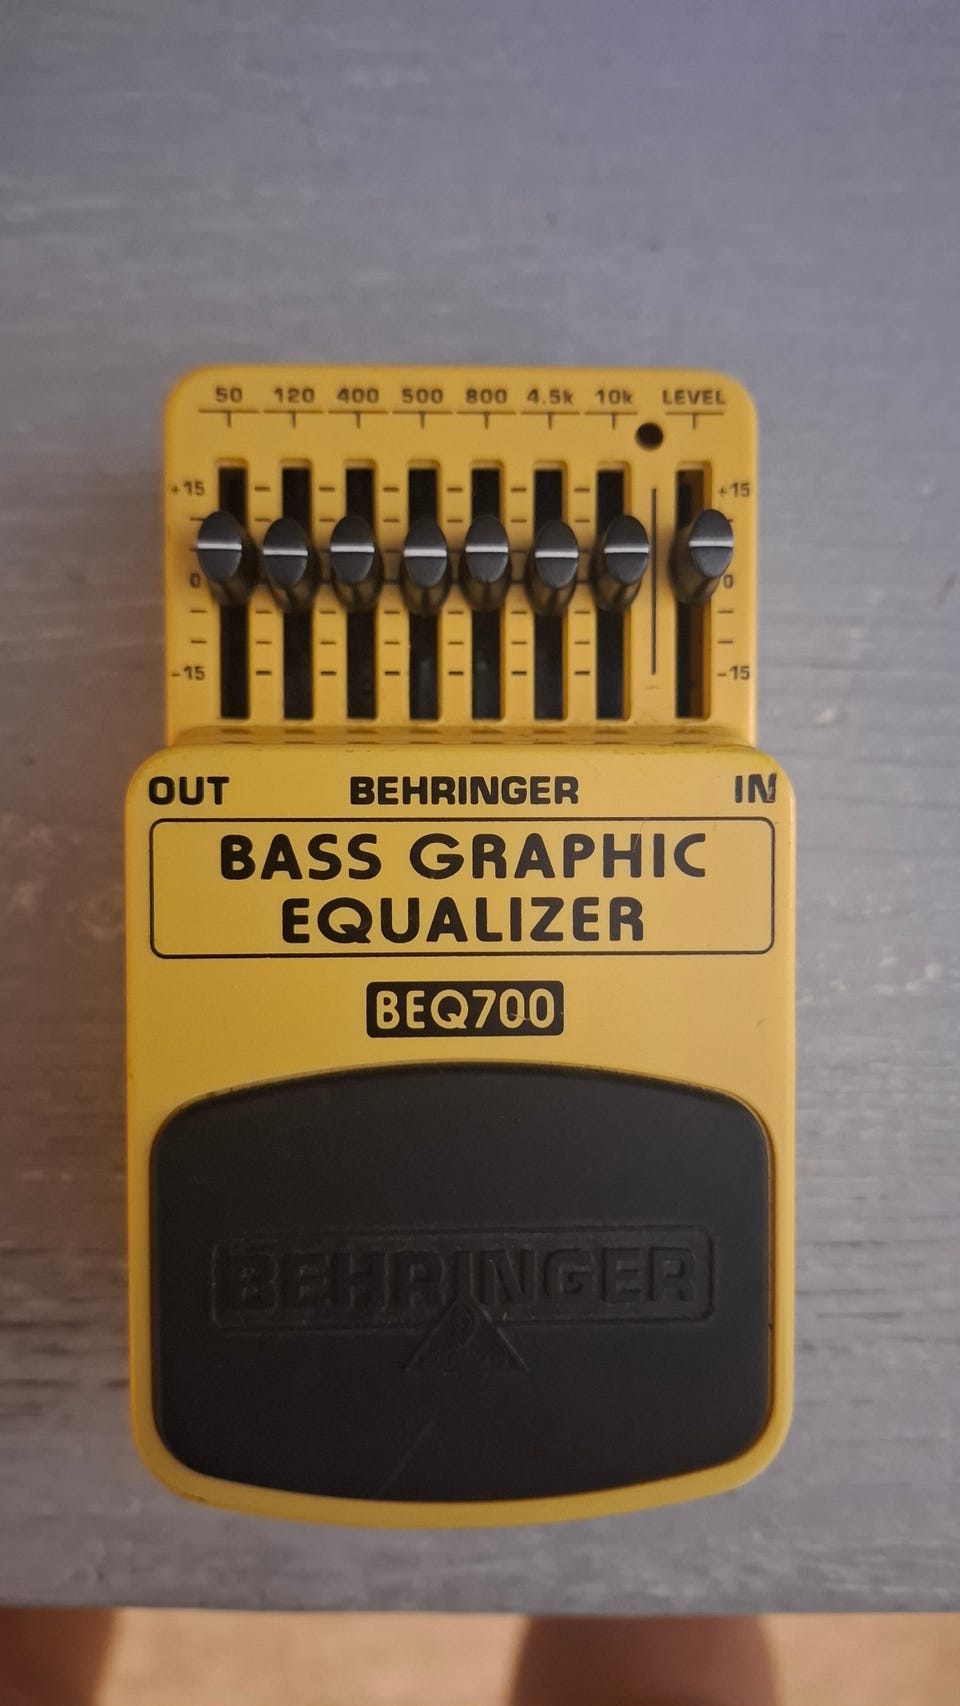 50 120 400 500 800 4.5k 10k LEVEL
+15 +15
0 0
-15 -15
OUT BEHRINGER IN
BASS GRAPHIC
EQUALIZER
BEQ700
BEHRINGER